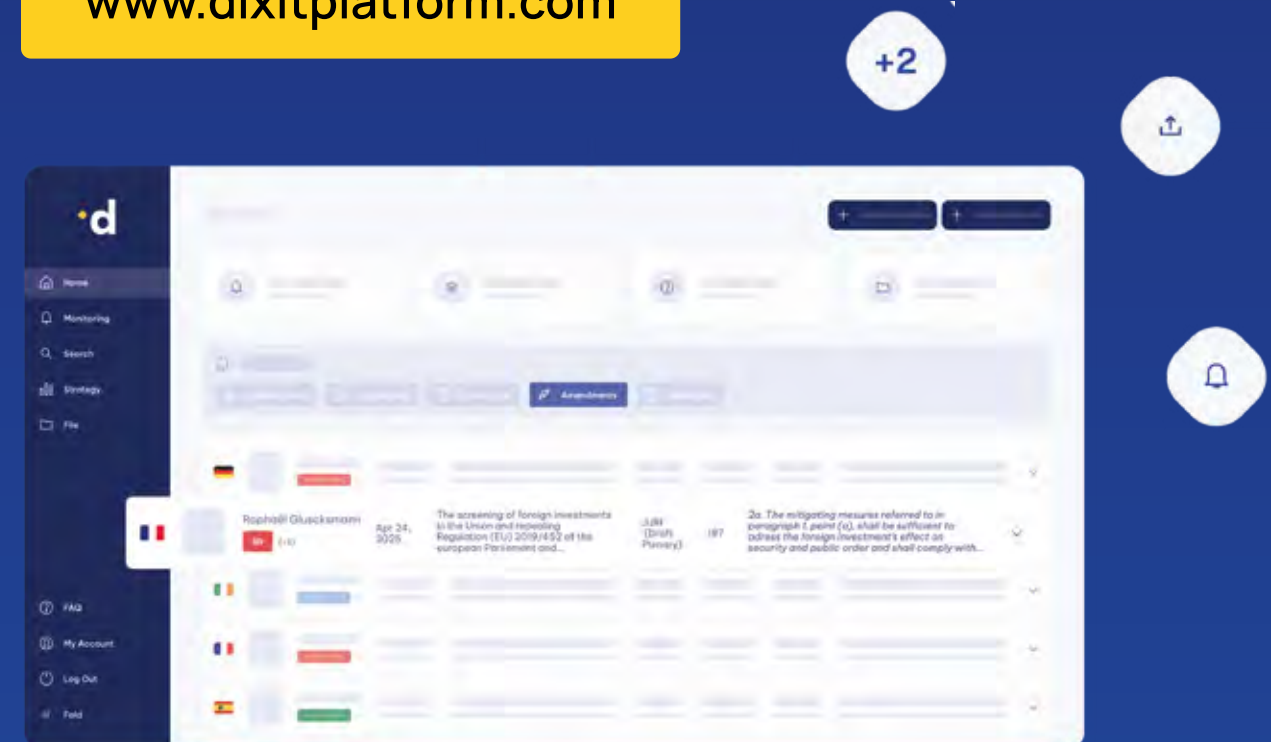 www.dixitplatform.com
+2
d
Home
Monitoring
Search
Strategy
File
Amendments
Raphaël Glucksmann
Apr 24,
2025
The screening of foreign investments
in the Union and repealing
Regulation (EU) 2019/452 of the
european Parliament and...
(Draft
197
2a. The mitigating measures referred to in
paragraph 1, point (a), shall be sufficient to
adress the foreign investment's effect on
security and public order and shall comply with...
FAQ
My Account
Log Out
Fold